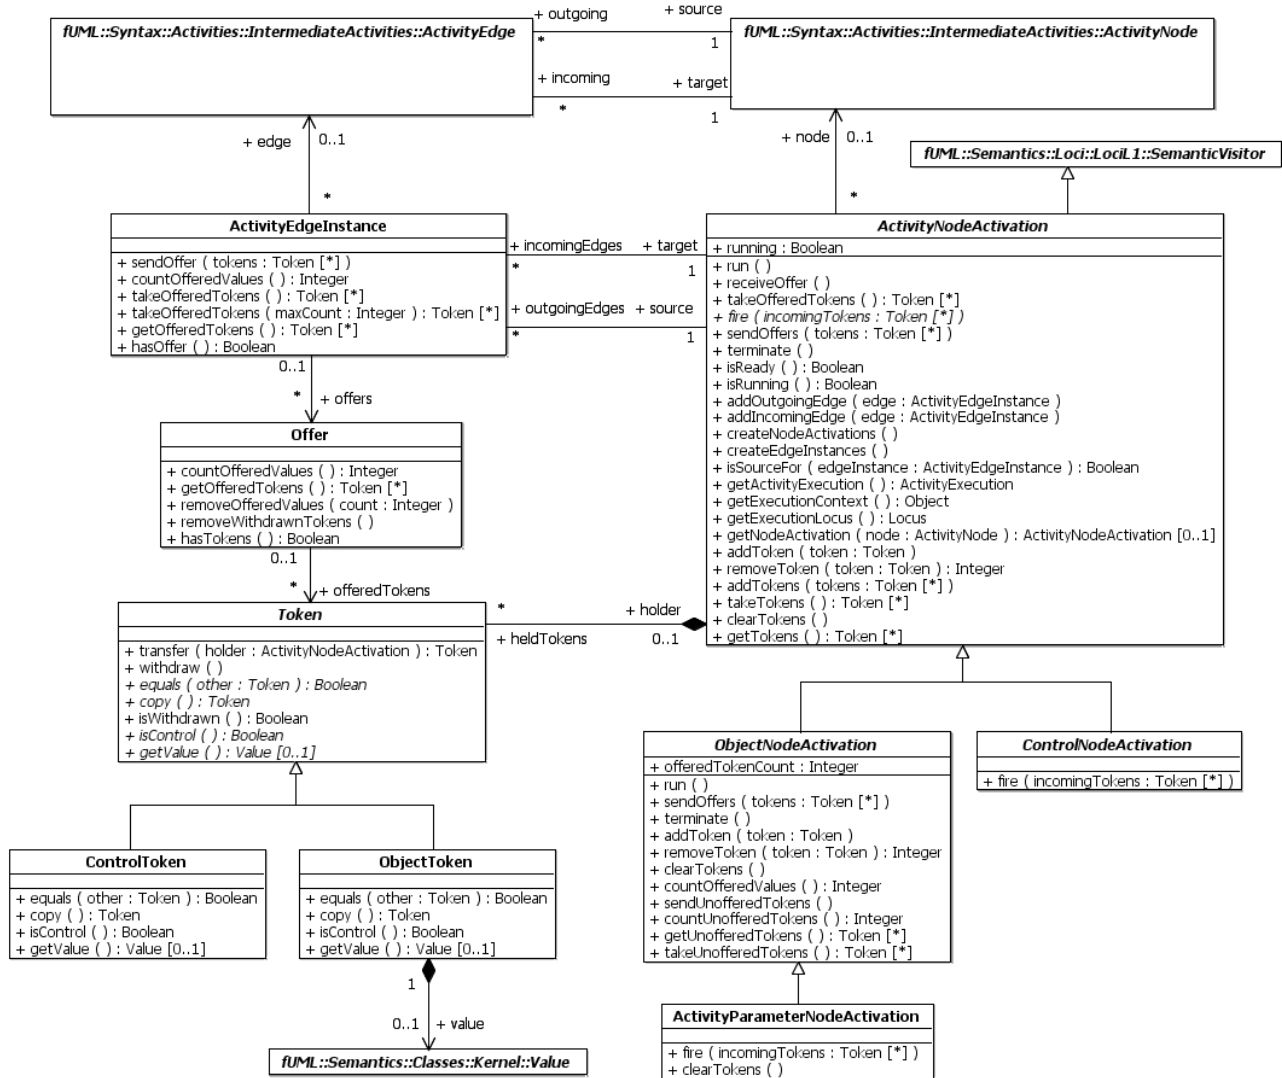 + outgoing
+ source
fUML::Syntax::Activities::IntermediateActivities::ActivityEdge
*
1
fUML::Syntax::Activities::IntermediateActivities::ActivityNode
+ incoming
+ target
*
1
+ edge
0..1
*
+ node
0..1
*
fUML::Semantics::Loci::LociL1::SemanticVisitor
ActivityEdgeInstance
+ sendOffer ( tokens : Token [*] )
+ countOfferedValues ( ) : Integer
+ takeOfferedTokens ( ) : Token [*]
+ takeOfferedTokens ( maxCount : Integer ) : Token [*]
+ getOfferedTokens ( ) : Token [*]
+ hasOffer ( ) : Boolean
+ incomingEdges
+ target
*
1
+ outgoingEdges
+ source
*
1
ActivityNodeActivation
+ running : Boolean
+ run ( )
+ receiveOffer ( )
+ takeOfferedTokens ( ) : Token [*]
+ fire ( incomingTokens : Token [*] )
+ sendOffers ( tokens : Token [*] )
+ terminate ( )
+ isReady ( ) : Boolean
+ isRunning ( ) : Boolean
+ addOutgoingEdge ( edge : ActivityEdgeInstance )
+ addIncomingEdge ( edge : ActivityEdgeInstance )
+ createNodeActivations ( )
+ createEdgeInstances ( )
+ isSourceFor ( edgeInstance : ActivityEdgeInstance ) : Boolean
+ getActivityExecution ( ) : ActivityExecution
+ getExecutionContext ( ) : Object
+ getExecutionLocus ( ) : Locus
+ getNodeActivation ( node : ActivityNode ) : ActivityNodeActivation [0..1]
+ addToken ( token : Token )
+ removeToken ( token : Token ) : Integer
+ addTokens ( tokens : Token [*] )
+ takeTokens ( ) : Token [*]
+ clearTokens ( )
+ getTokens ( ) : Token [*]
0..1
*
+ offers
Offer
+ countOfferedValues ( ) : Integer
+ getOfferedTokens ( ) : Token [*]
+ removeOfferedValues ( count : Integer )
+ removeWithdrawnTokens ( )
+ hasTokens ( ) : Boolean
0..1
*
+ offeredTokens
*
+ holder
+ heldTokens
0..1
Token
+ transfer ( holder : ActivityNodeActivation ) : Token
+ withdraw ( )
+ equals ( other : Token ) : Boolean
+ copy ( ) : Token
+ isWithdrawn ( ) : Boolean
+ isControl ( ) : Boolean
+ getValue ( ) : Value [0..1]
ControlToken
+ equals ( other : Token ) : Boolean
+ copy ( ) : Token
+ isControl ( ) : Boolean
+ getValue ( ) : Value [0..1]
ObjectToken
+ equals ( other : Token ) : Boolean
+ copy ( ) : Token
+ isControl ( ) : Boolean
+ getValue ( ) : Value [0..1]
1
0..1
+ value
fUML::Semantics::Classes::Kernel::Value
ObjectNodeActivation
+ offeredTokenCount : Integer
+ run ( )
+ sendOffers ( tokens : Token [*] )
+ terminate ( )
+ addToken ( token : Token )
+ removeToken ( token : Token ) : Integer
+ clearTokens ( )
+ countOfferedValues ( ) : Integer
+ sendUnofferedTokens ( )
+ countUnofferedTokens ( ) : Integer
+ getUnofferedTokens ( ) : Token [*]
+ takeUnofferedTokens ( ) : Token [*]
ControlNodeActivation
+ fire ( incomingTokens : Token [*] )
ActivityParameterNodeActivation
+ fire ( incomingTokens : Token [*] )
+ clearTokens ( )